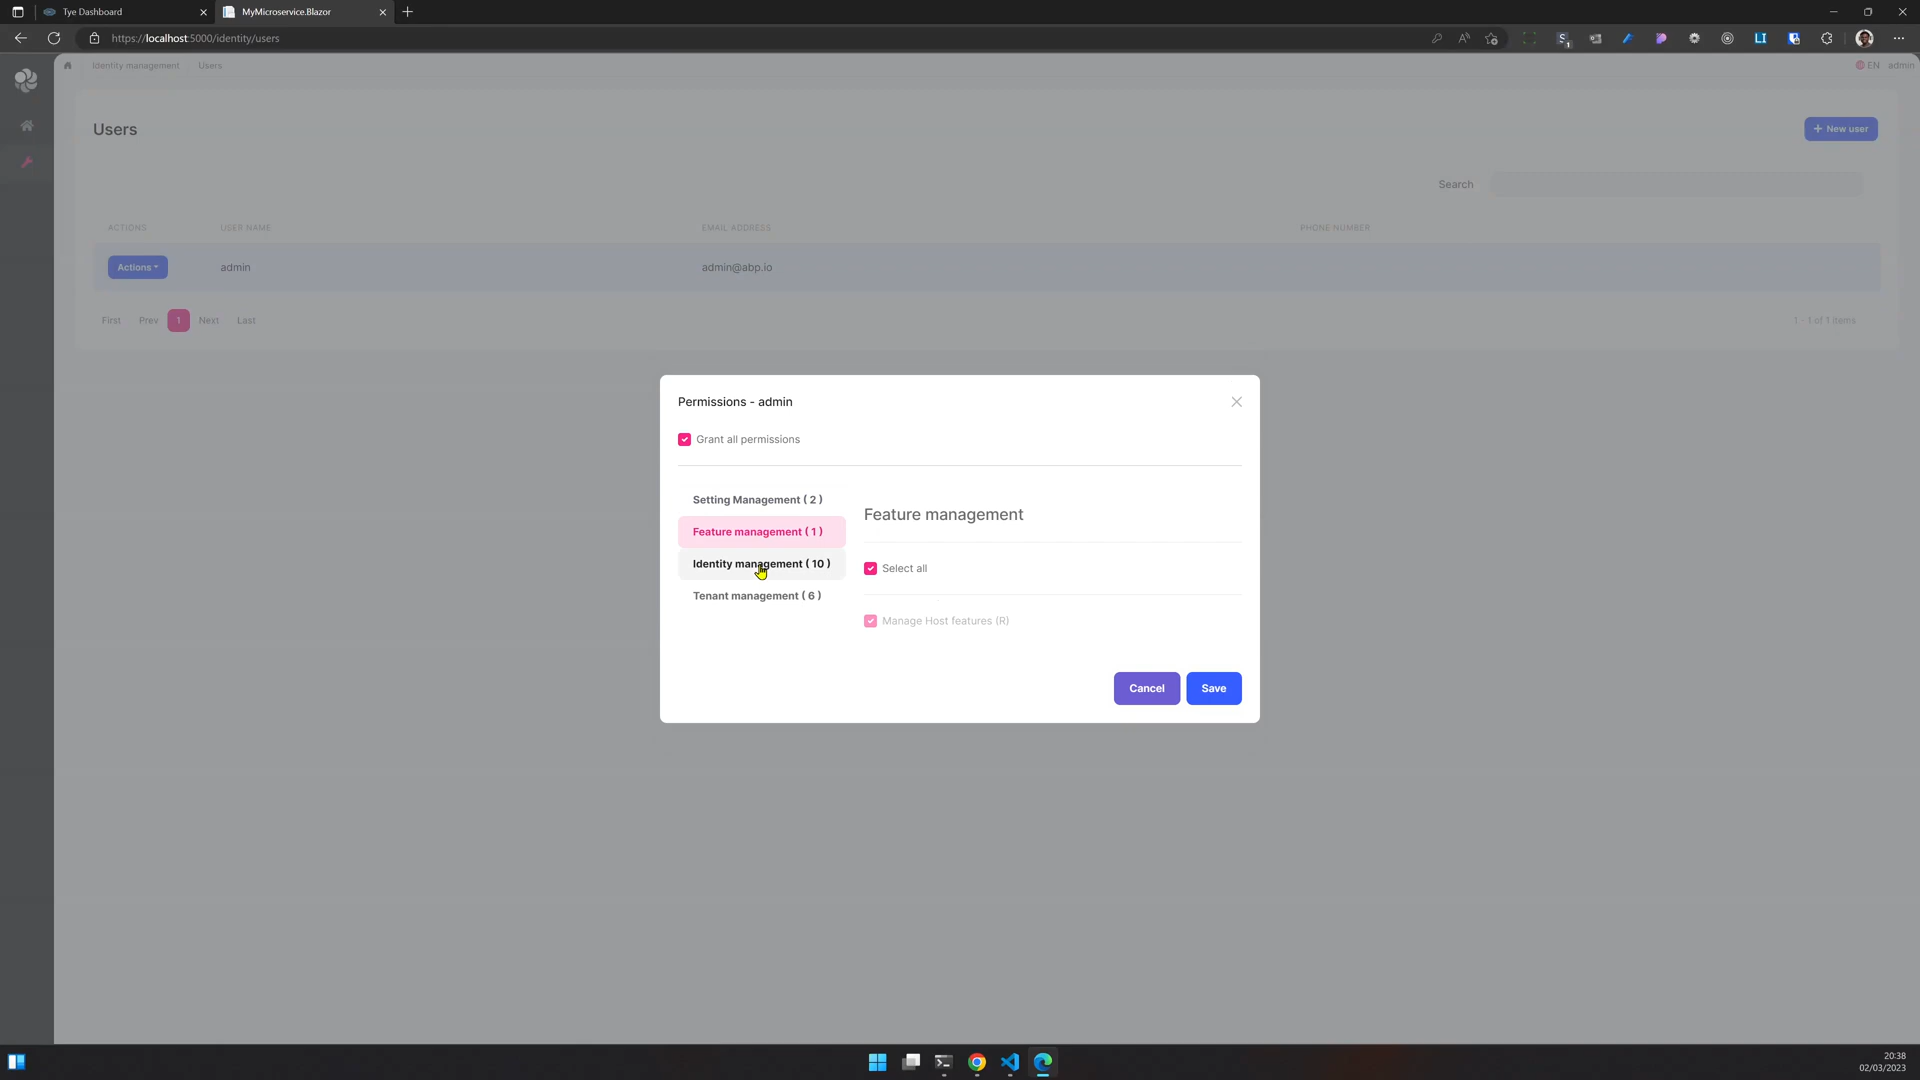 Tye Dashboard
MyMicroservice.Blazor
https://localhost:5000/identity/users
Identity management
Users
EN
admin
Users
+ New user
Search
ACTIONS
USER NAME
EMAIL ADDRESS
PHONE NUMBER
Actions
admin
admin@abp.io
First
Prev
1
Next
Last
1 - 1 of 1 items
Permissions - admin
Grant all permissions
Setting Management ( 2 )
Feature management ( 1 )
Identity management ( 10 )
Tenant management ( 6 )
Feature management
Select all
Manage Host features (R)
Cancel
Save
20:38
02/03/2023